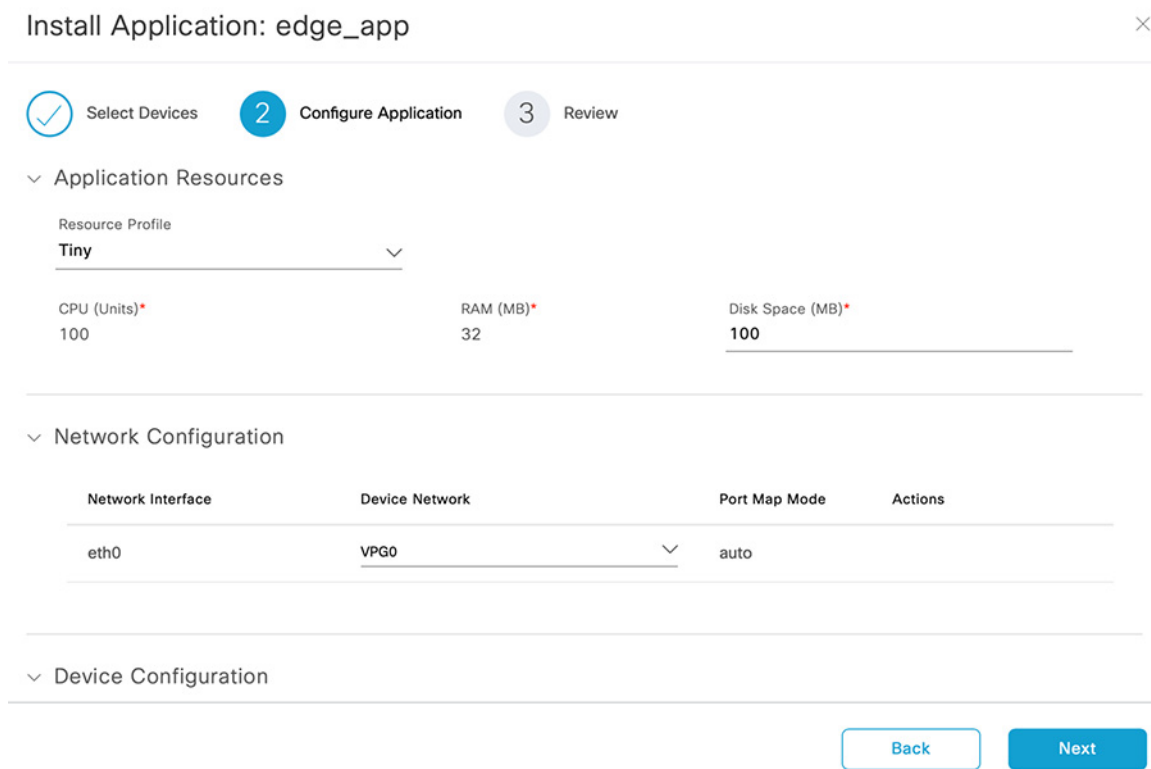 Install Application: edge_app
Select Devices 2 Configure Application 3 Review
Application Resources
Resource Profile
Tiny
CPU (Units)* RAM (MB)* Disk Space (MB)*
100 32 100
Network Configuration
Network Interface Device Network Port Map Mode Actions
eth0 VPG0 auto
Device Configuration
Back Next